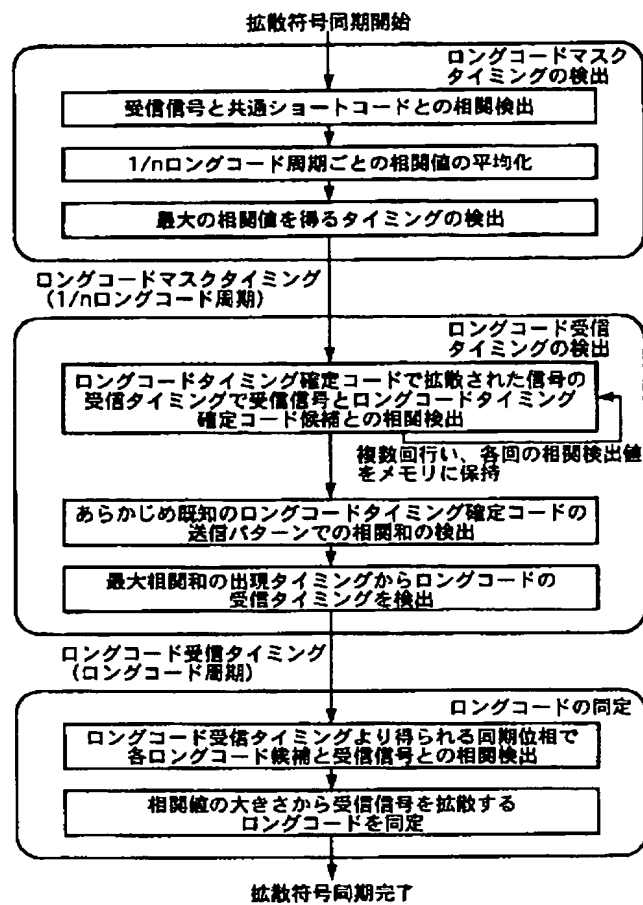 拡散符号同期開始
ロングコードマスク
タイミングの検出
受信信号と共通ショートコードとの相関検出
1/nロングコード周期ごとの相関値の平均化
最大の相関値を得るタイミングの検出
ロングコードマスクタイミング
(1/nロングコード周期)
ロングコード受信
タイミングの検出
ロングコードタイミング確定コードで拡散された信号の
受信タイミングで受信信号とロングコードタイミング
確定コード候補との相関検出
複数回行い、各回の相関検出値
をメモリに保持
あらかじめ既知のロングコードタイミング確定コードの
送信パターンでの相関和の検出
最大相関和の出現タイミングからロングコードの
受信タイミングを検出
ロングコード受信タイミング
(ロングコード周期)
ロングコードの同定
ロングコード受信タイミングより得られる同期位相で
各ロングコード候補と受信信号との相関検出
相関値の大きさから受信信号を拡散する
ロングコードを同定
拡散符号同期完了